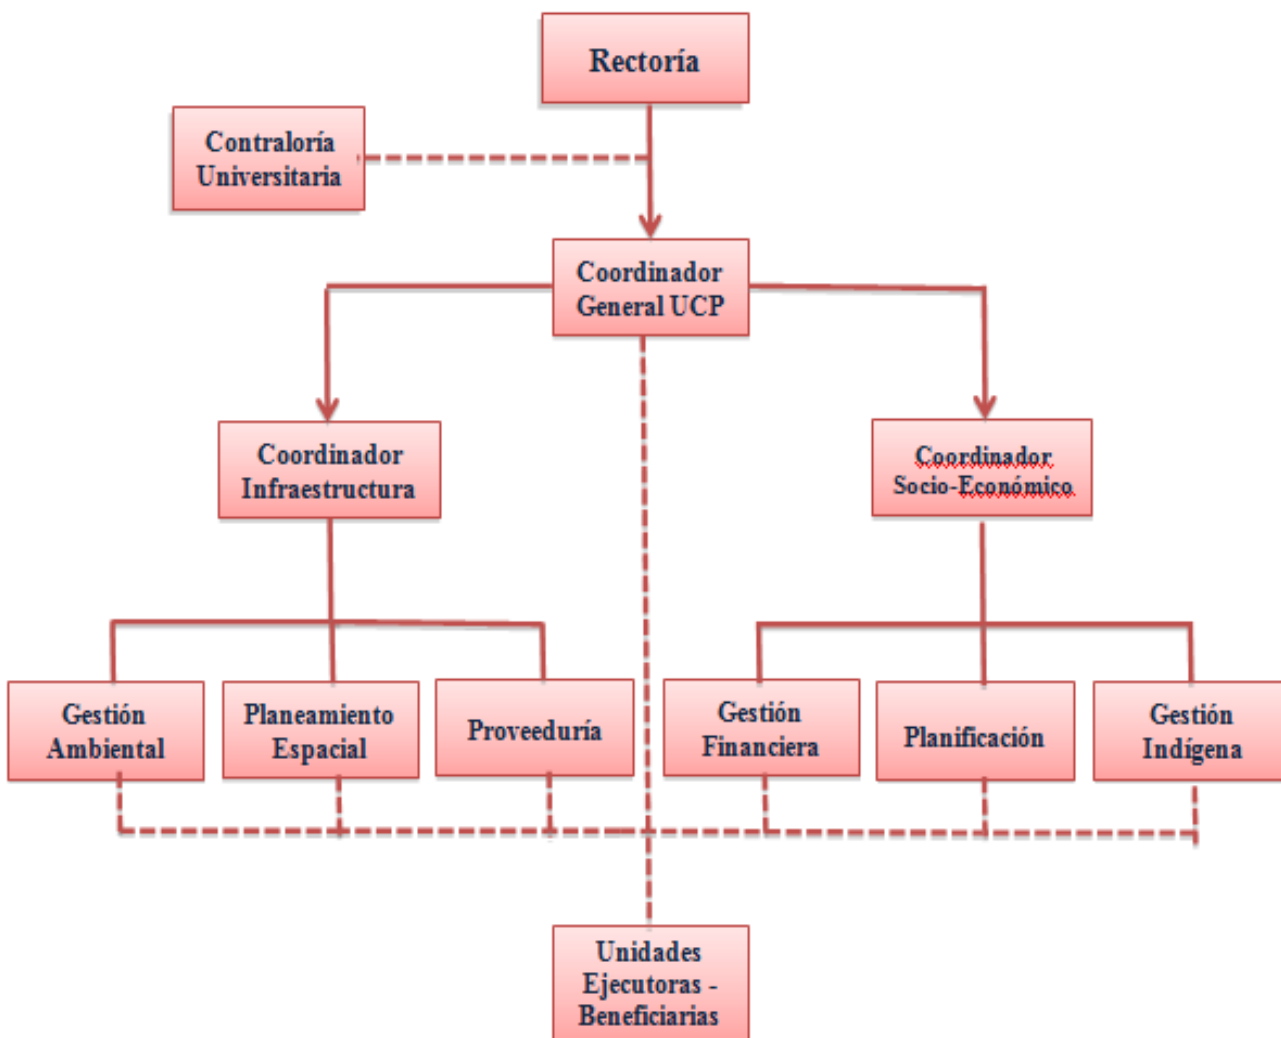 Rectoría
Contraloría
Universitaria
Coordinador
General UCP
Coordinador
Infraestructura
Coordinador
Socio-Económico
Gestión
Ambiental
Planeamiento
Espacial
Proveeduría
Gestión
Financiera
Planificación
Gestión
Indígena
Unidades
Ejecutoras -
Beneficiarias